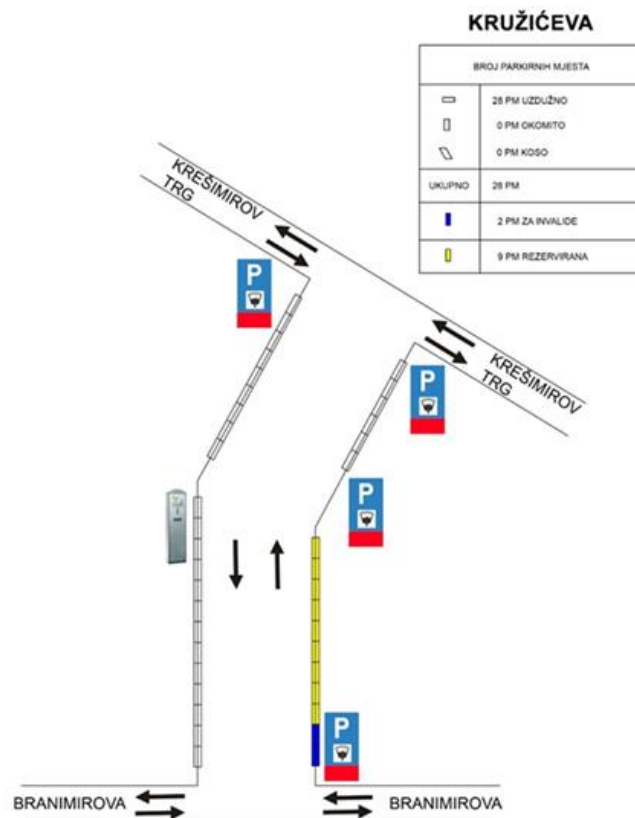 KRUŽIĆEVA
BROJ PARKIRNIH MJESTA
28 PM UZDUŽNO
0 PM OKOMITO
0 PM KOSO
UKUPNO 28 PM
2 PM ZA INVALIDE
9 PM REZERVIRANA
KREŠIMIROV
TRG
P
KREŠIMIROV
TRG
P
P
P
BRANIMIROVA
BRANIMIROVA